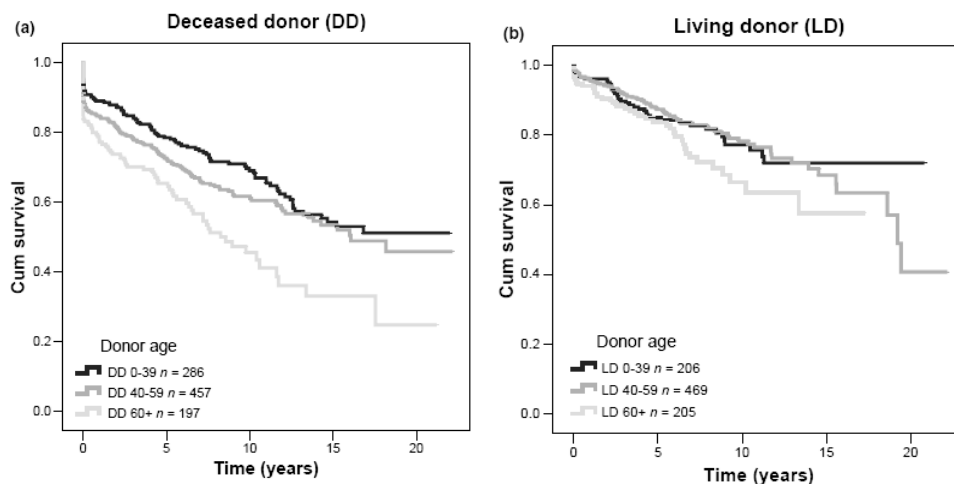 (a)
Deceased donor (DD)
1.0
0.8
0.6
0.4
0.2
0.0
Cum survival
Donor age
DD 0-39 n = 286
DD 40-59 n = 457
DD 60+ n = 197
0 5 10 15 20
Time (years)
(b)
Living donor (LD)
1.0
0.8
0.6
0.4
0.2
0.0
Cum survival
Donor age
LD 0-39 n = 206
LD 40-59 n = 469
LD 60+ n = 205
0 5 10 15 20
Time (years)